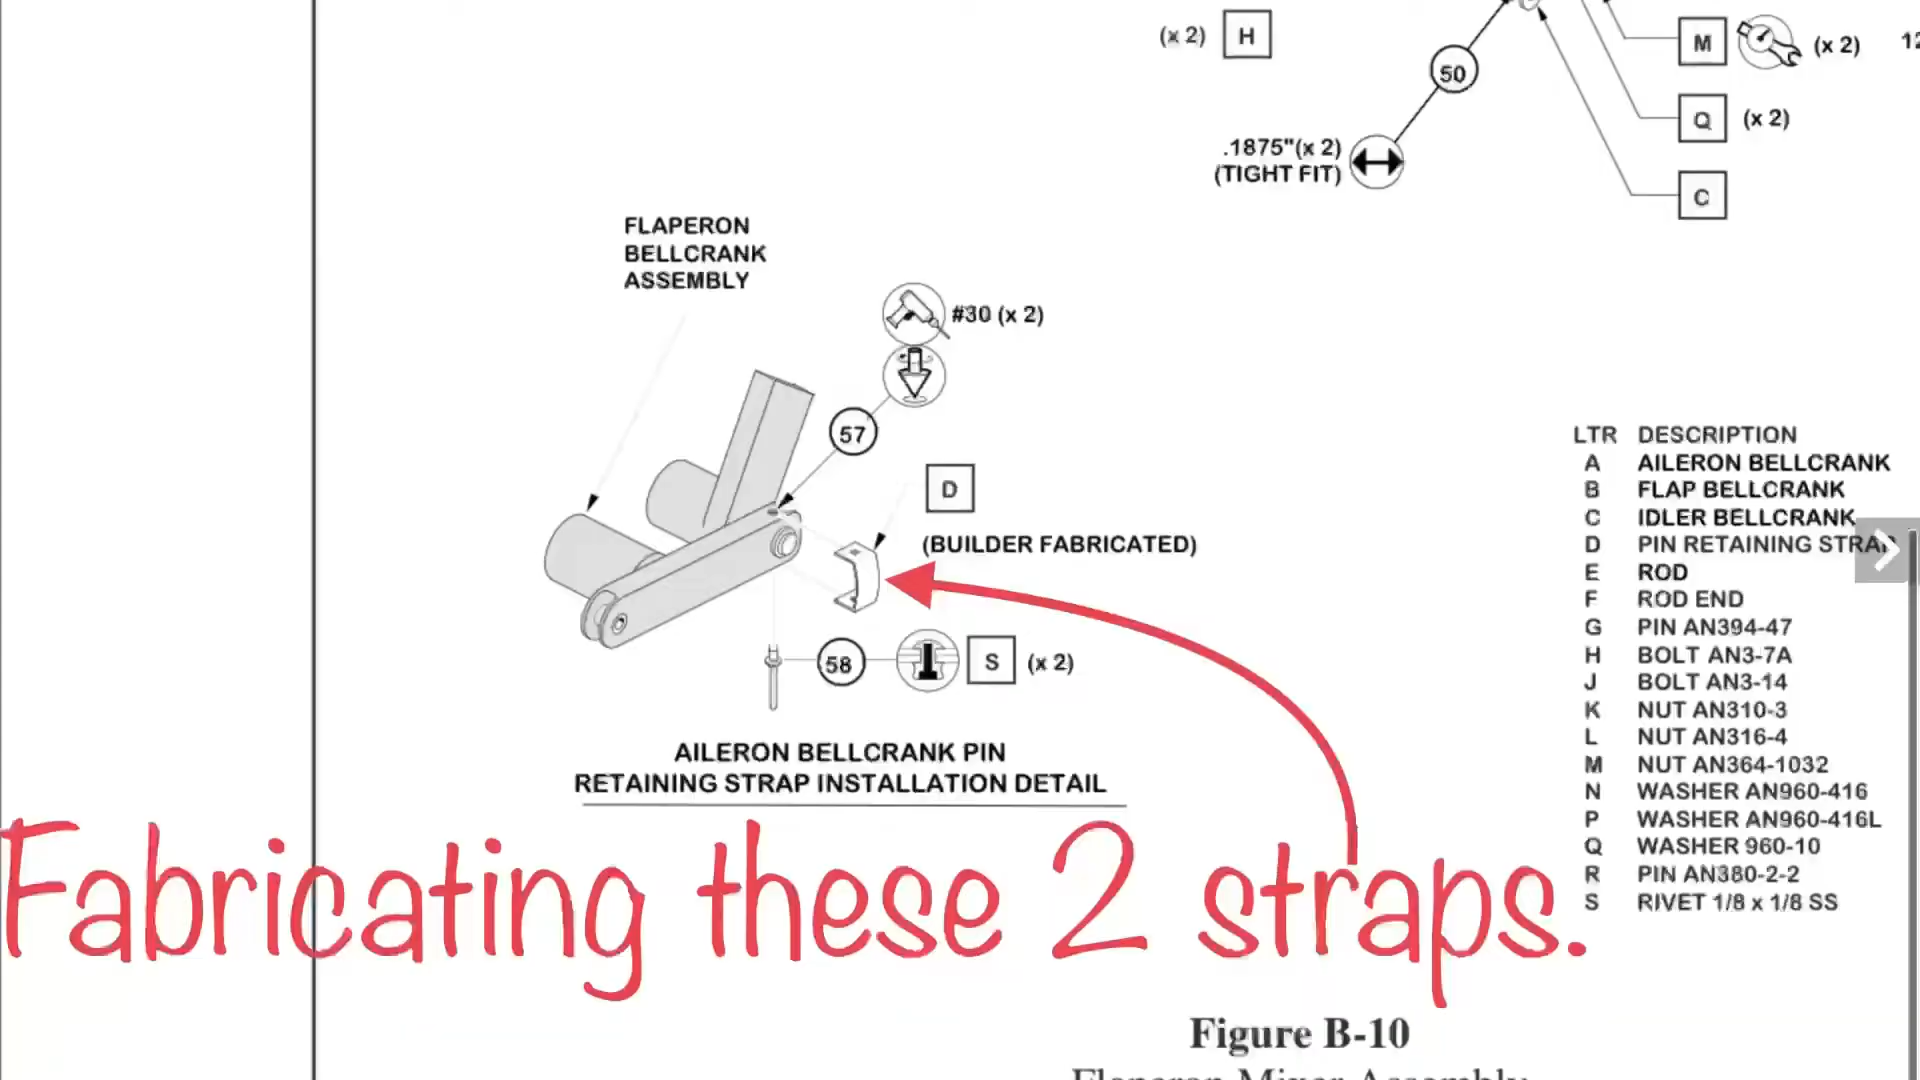 (x 2) H
50
M (x 2)
Q (x 2)
.1875"(x 2)
(TIGHT FIT)
C
FLAPERON
BELLCRANK
ASSEMBLY
#30 (x 2)
57
D
(BUILDER FABRICATED)
58 S (x 2)
AILERON BELLCRANK PIN
RETAINING STRAP INSTALLATION DETAIL
LTR DESCRIPTION
A AILERON BELLCRANK
B FLAP BELLCRANK
C IDLER BELLCRANK
D PIN RETAINING STRAP
E ROD
F ROD END
G PIN AN394-47
H BOLT AN3-7A
J BOLT AN3-14
K NUT AN310-3
L NUT AN316-4
M NUT AN364-1032
N WASHER AN960-416
P WASHER AN960-416L
Q WASHER 960-10
R PIN AN380-2-2
S RIVET 1/8 x 1/8 SS
Fabricating these 2 straps.
Figure B-10
Flaperon Mixer Assembly